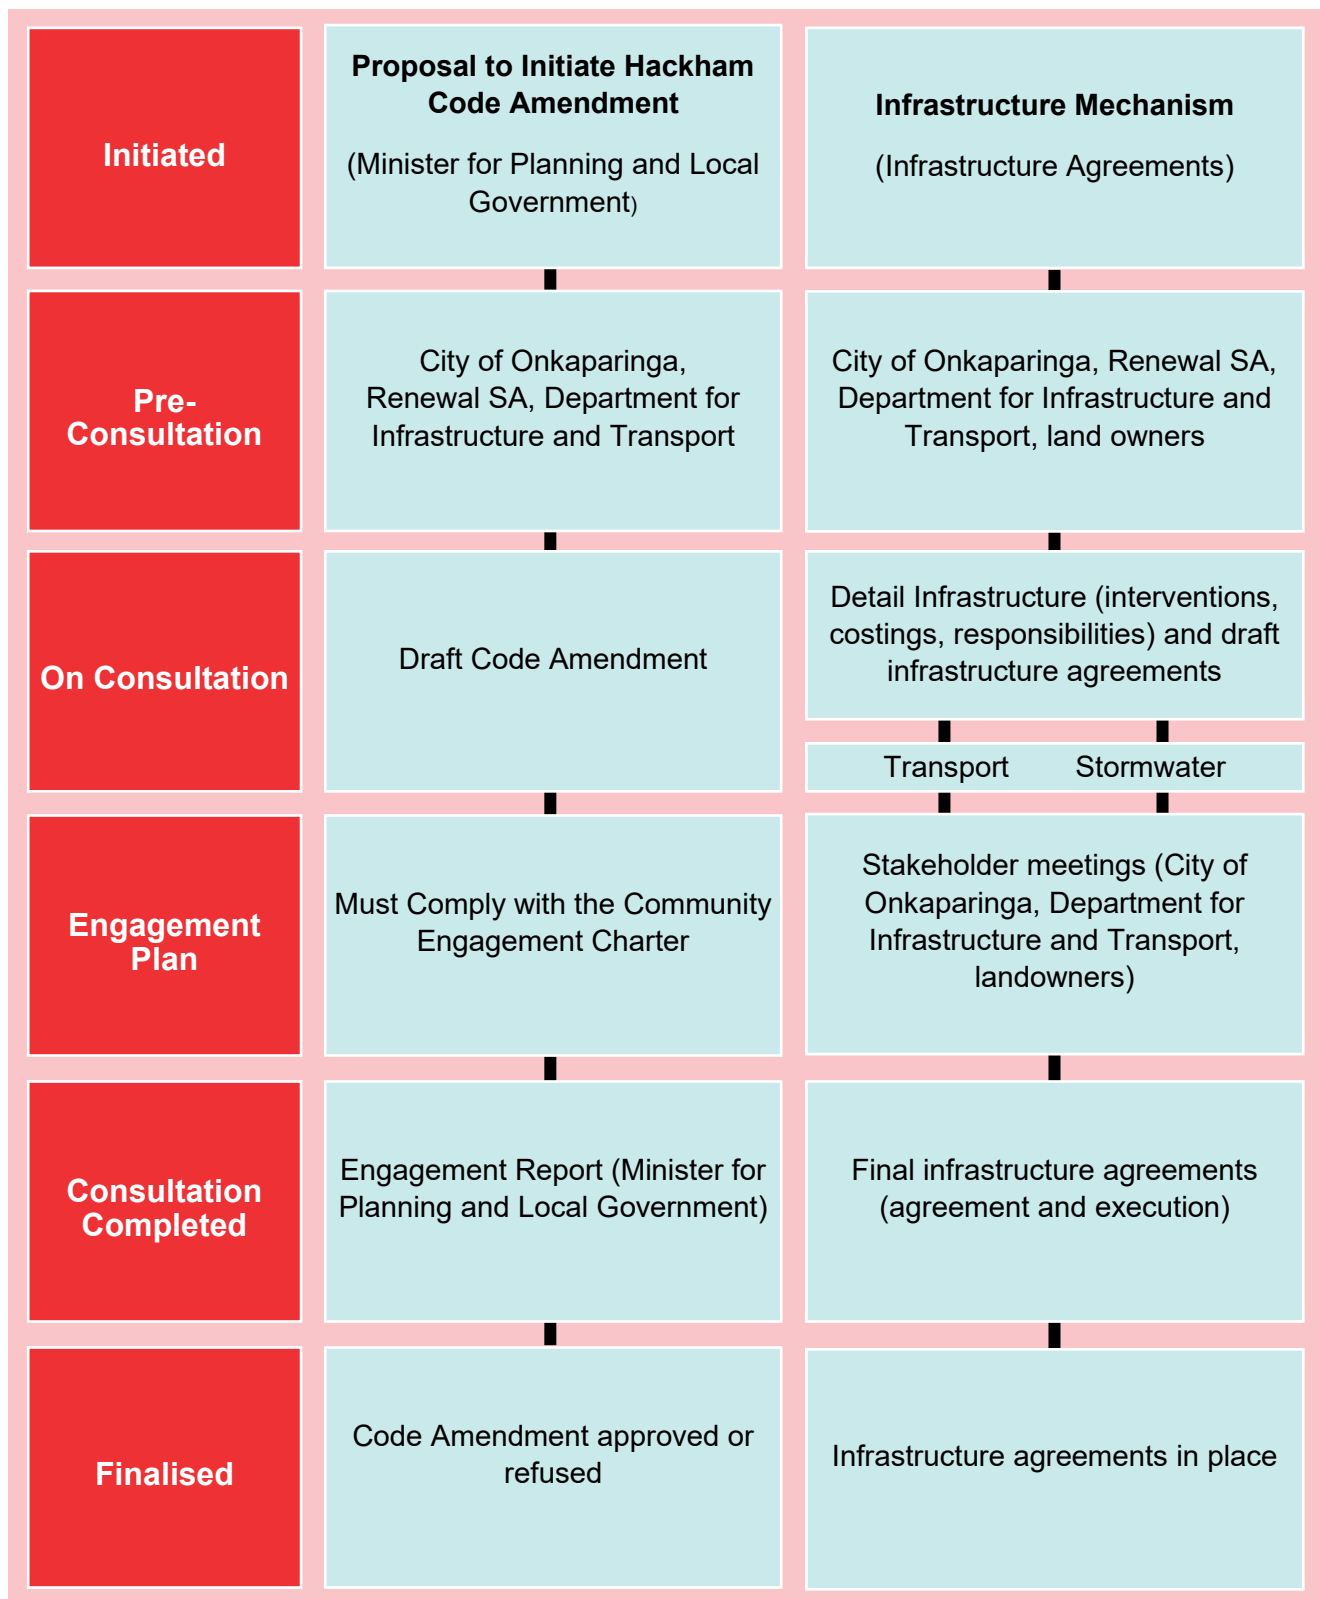 Initiated
Proposal to Initiate Hackham
Code Amendment
(Minister for Planning and Local
Government)
Infrastructure Mechanism
(Infrastructure Agreements)
Pre-
Consultation
City of Onkaparinga,
Renewal SA, Department for
Infrastructure and Transport
City of Onkaparinga, Renewal SA,
Department for Infrastructure and
Transport, land owners
On Consultation
Draft Code Amendment
Detail Infrastructure (interventions,
costings, responsibilities) and draft
infrastructure agreements
Transport Stormwater
Engagement
Plan
Must Comply with the Community
Engagement Charter
Stakeholder meetings (City of
Onkaparinga, Department for
Infrastructure and Transport,
landowners)
Consultation
Completed
Engagement Report (Minister for
Planning and Local Government)
Final infrastructure agreements
(agreement and execution)
Finalised
Code Amendment approved or
refused
Infrastructure agreements in place